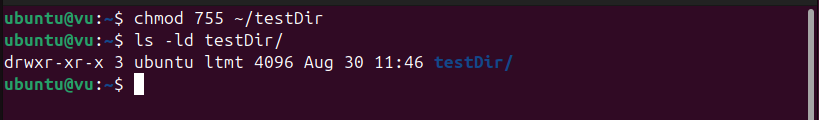 ubuntu@vu:~$ chmod 755 ~/testDir
ubuntu@vu:~$ ls -ld testDir/
drwxr-xr-x 3 ubuntu ltmt 4096 Aug 30 11:46 testDir/
ubuntu@vu:~$